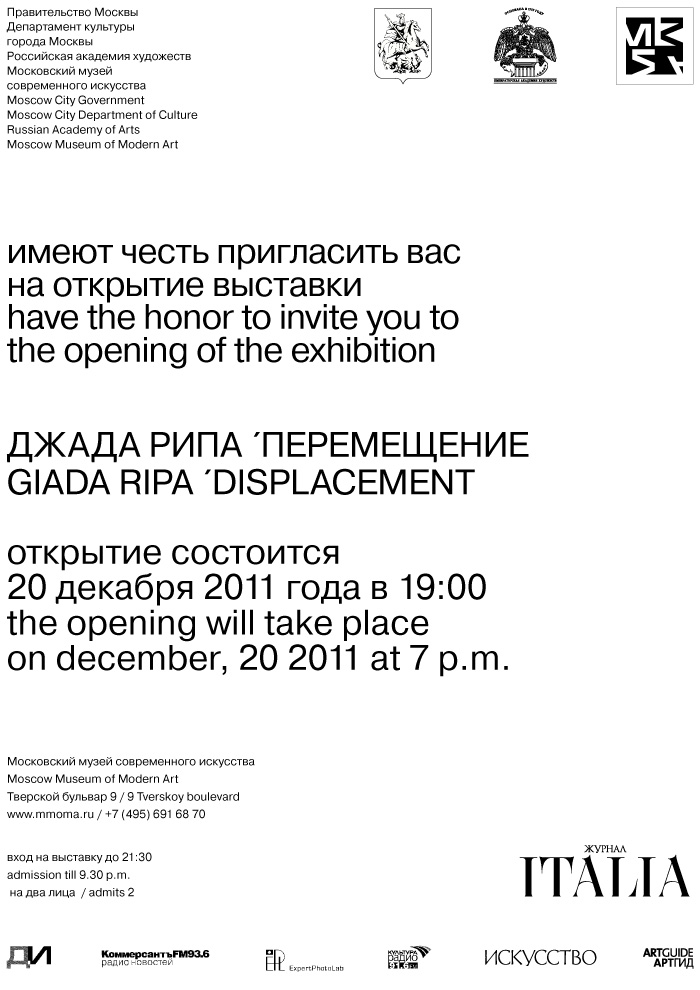 Правительство Москвы
Департамент культуры
города Москвы
Российская академия художеств
Московский музей
современного искусства
Moscow City Government
Moscow City Department of Culture
Russian Academy of Arts
Moscow Museum of Modern Art
имеют честь пригласить вас
на открытие выставки
have the honor to invite you to
the opening of the exhibition
ДЖАДА РИПА ´ПЕРЕМЕЩЕНИЕ
GIADA RIPA ´DISPLACEMENT
открытие состоится
20 декабря 2011 года в 19:00
the opening will take place
on december, 20 2011 at 7 p.m.
Московский музей современного искусства
Moscow Museum of Modern Art
Тверской бульвар 9 / 9 Tverskoy boulevard
www.mmoma.ru / +7 (495) 691 68 70
вход на выставку до 21:30
admission till 9.30 p.m.
на два лица / admits 2
ЖУРНАЛ
ITALIA
ДИ
КоммерсантъFM93.6
радио новостей
ExpertPhotoLab
КУЛЬТУРА
радио
91.6
ИСКУССТВО
ARTGUIDE
АРТГИД